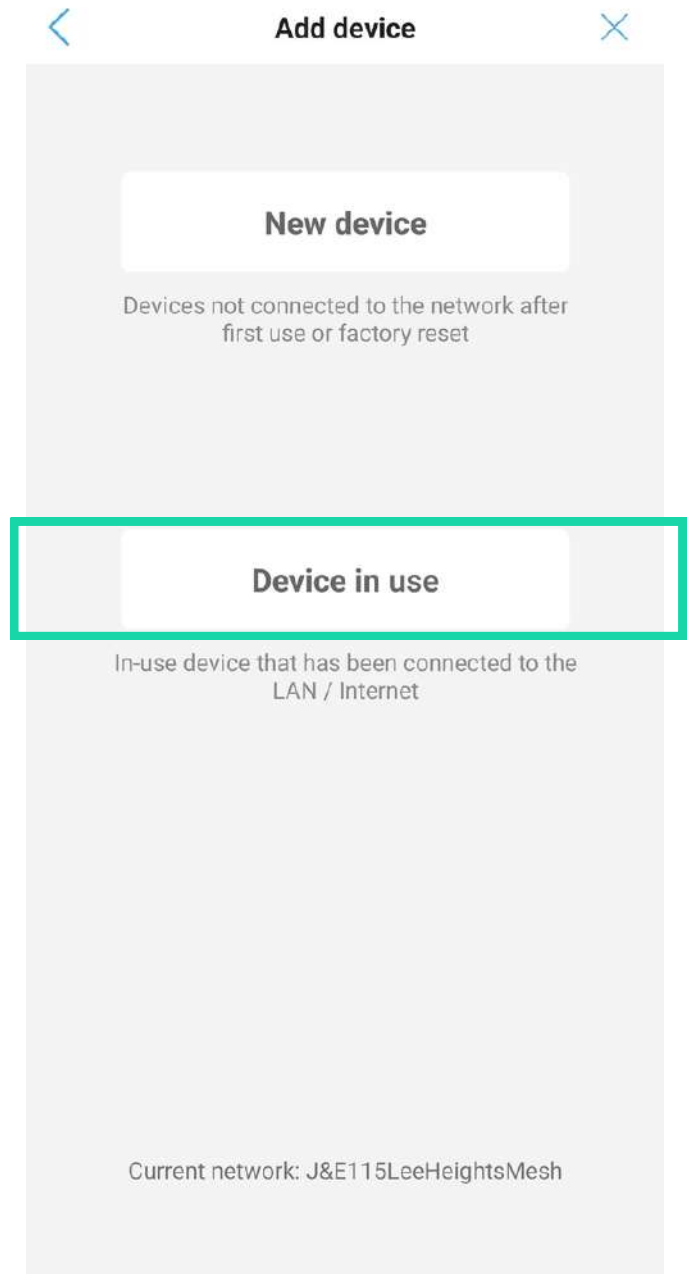 Add device
New device
Devices not connected to the network after
first use or factory reset
Device in use
In-use device that has been connected to the
LAN / Internet
Current network: J&E115LeeHeightsMesh